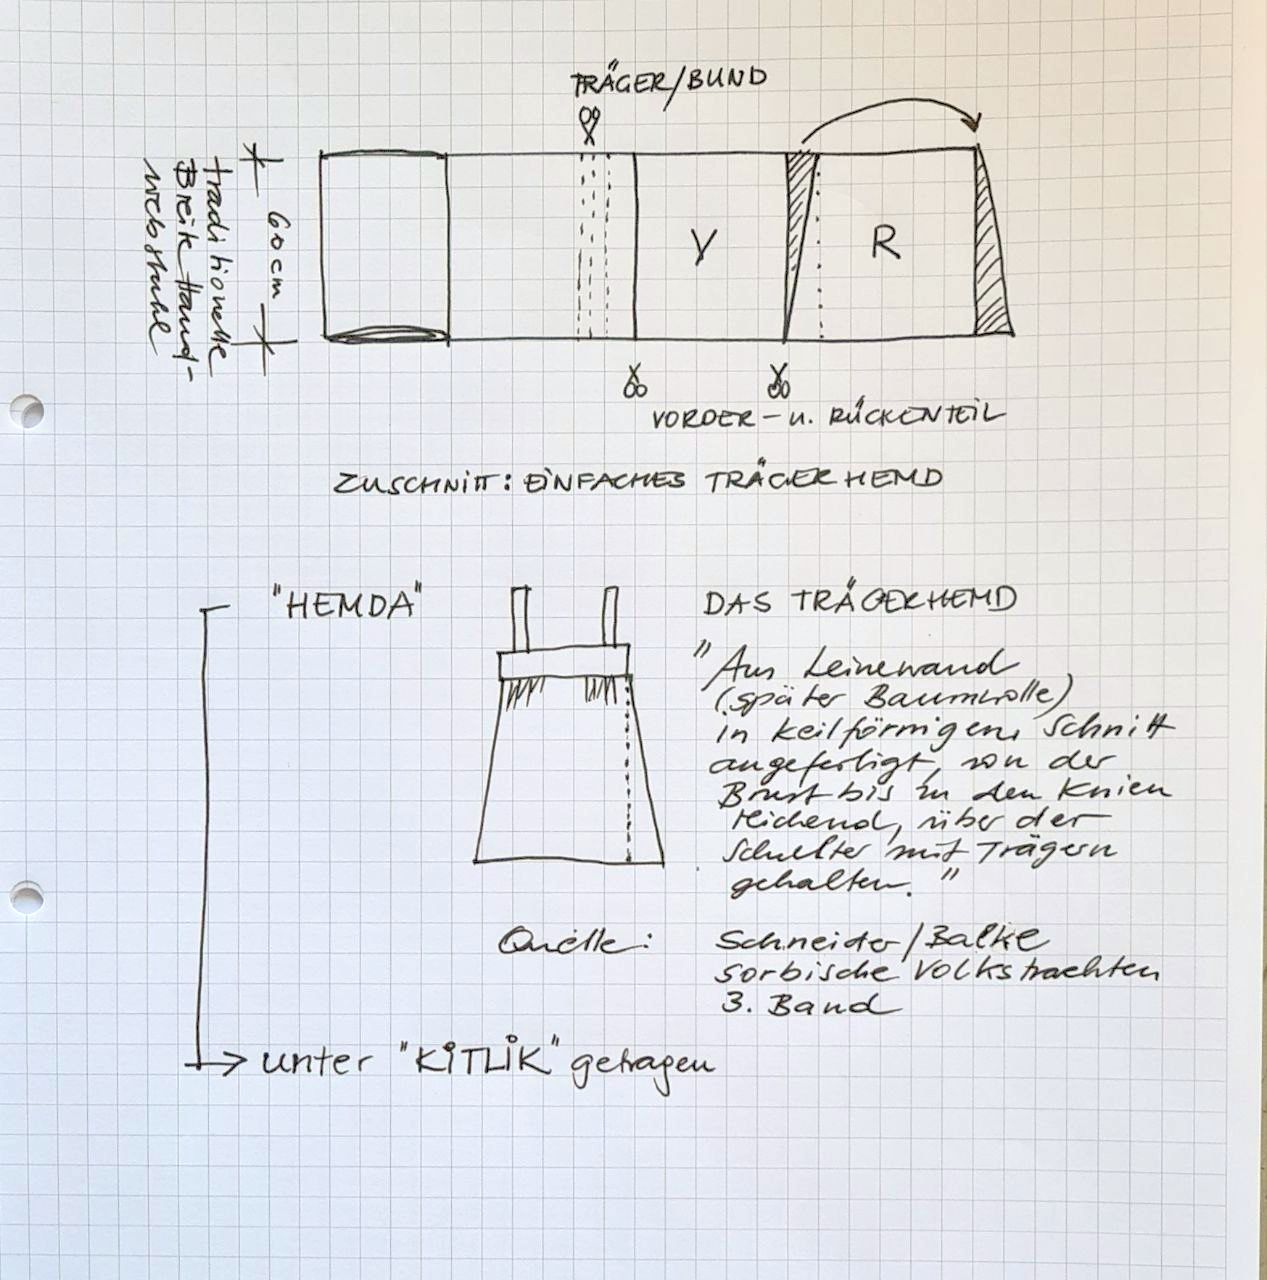 TRÄGER/BUND
60 cm
traditionelle
Breite Hand-
webstuhl
V
R
VORDER- u. RÜCKENTEIL
ZUSCHNITT: EINFACHES TRÄGERHEMD
"HEMDA"
DAS TRÄGERHEMD
"Aus Leinewand
(später Baumwolle)
in keilförmigem Schnitt
angefertigt, von der
Brust bis zu den Knien
reichend, über der
Schulter mit Trägern
gehalten."
Quelle:
Schneider/Balke
sorbische Volkstrachten
3. Band
unter "KITLIK" getragen